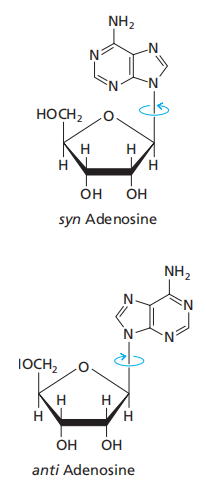 NH₂
N
N
N
N
HOCH₂ O
H H
H H
OH OH
syn Adenosine
NH₂
N
N
N
N
IOCH₂ O
H H
H H
OH OH
anti Adenosine